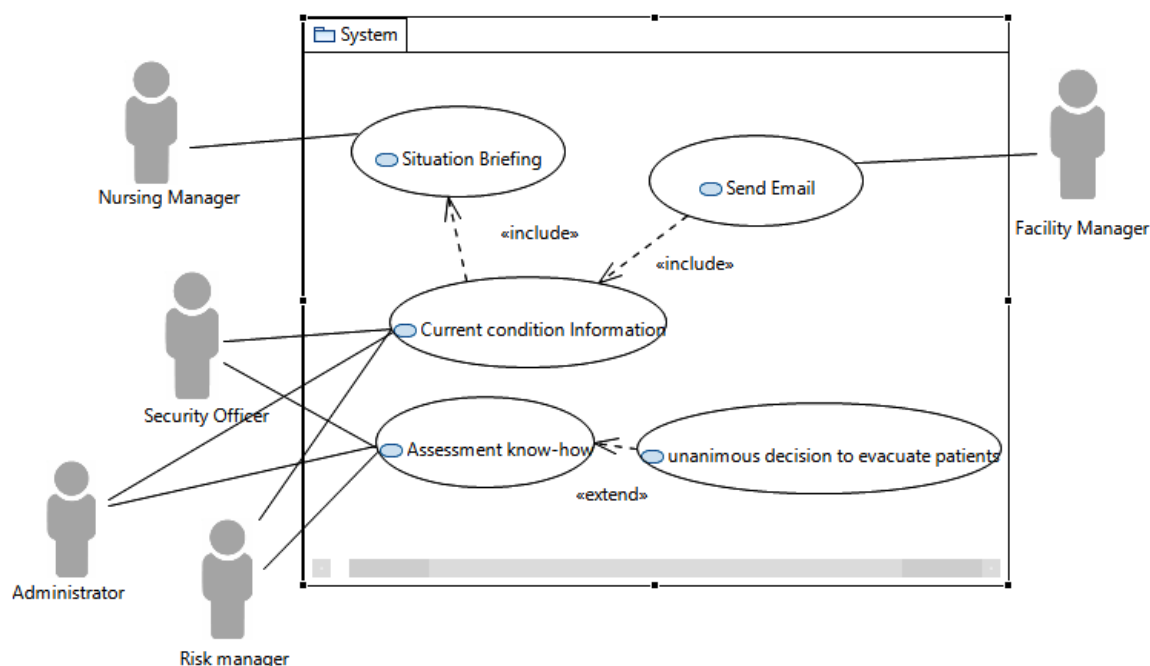 System
Situation Briefing
Send Email
Nursing Manager
Facility Manager
«include»
«include»
Current condition Information
Security Officer
Assessment know-how
unanimous decision to evacuate patients
«extend»
Administrator
Risk manager